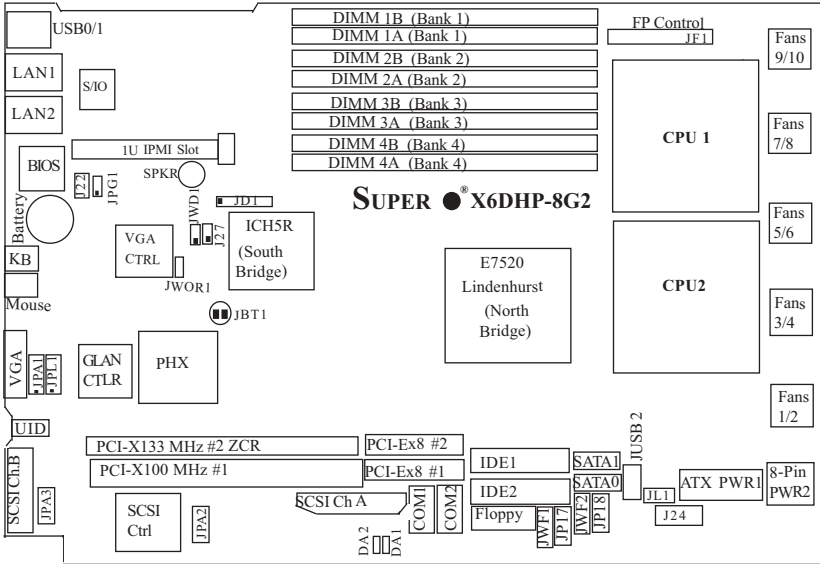 USB0/1
LAN1
LAN2
S/IO
DIMM 1B (Bank 1)
DIMM 1A (Bank 1)
DIMM 2B (Bank 2)
DIMM 2A (Bank 2)
DIMM 3B (Bank 3)
DIMM 3A (Bank 3)
DIMM 4B (Bank 4)
DIMM 4A (Bank 4)
FP Control
JF1
Fans
9/10
CPU 1
Fans
7/8
1U IPMI Slot
SPKR
BIOS
J22
JPG1
Battery
JWD1
JD1
J27
SUPER ●® X6DHP-8G2
Fans
5/6
ICH5R
(South
Bridge)
VGA
CTRL
JWOR1
KB
Mouse
E7520
Lindenhurst
(North
Bridge)
CPU2
Fans
3/4
JBT1
VGA
JPA1
JPL1
GLAN
CTLR
PHX
Fans
1/2
UID
PCI-X133 MHz #2 ZCR
PCI-Ex8 #2
PCI-X100 MHz #1
PCI-Ex8 #1
IDE1
IDE2
Floppy
SATA1
SATA0
JUSB 2
JL1
J24
ATX PWR1
8-Pin
PWR2
SCSI Ch.B
JPA3
SCSI
Ctrl
JPA2
SCSI Ch A
COM1
COM2
DA2
DA1
JWF1
JP17
JWF2
JP18